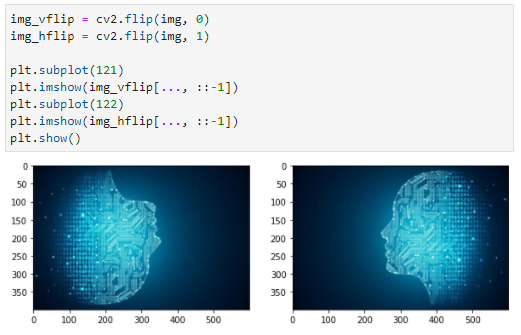 img_vflip = cv2.flip(img, 0)
img_hflip = cv2.flip(img, 1)
plt.subplot(121)
plt.imshow(img_vflip[..., ::-1])
plt.subplot(122)
plt.imshow(img_hflip[..., ::-1])
plt.show()
0
50
100
150
200
250
300
350
0 100 200 300 400 500
0
50
100
150
200
250
300
350
0 100 200 300 400 500